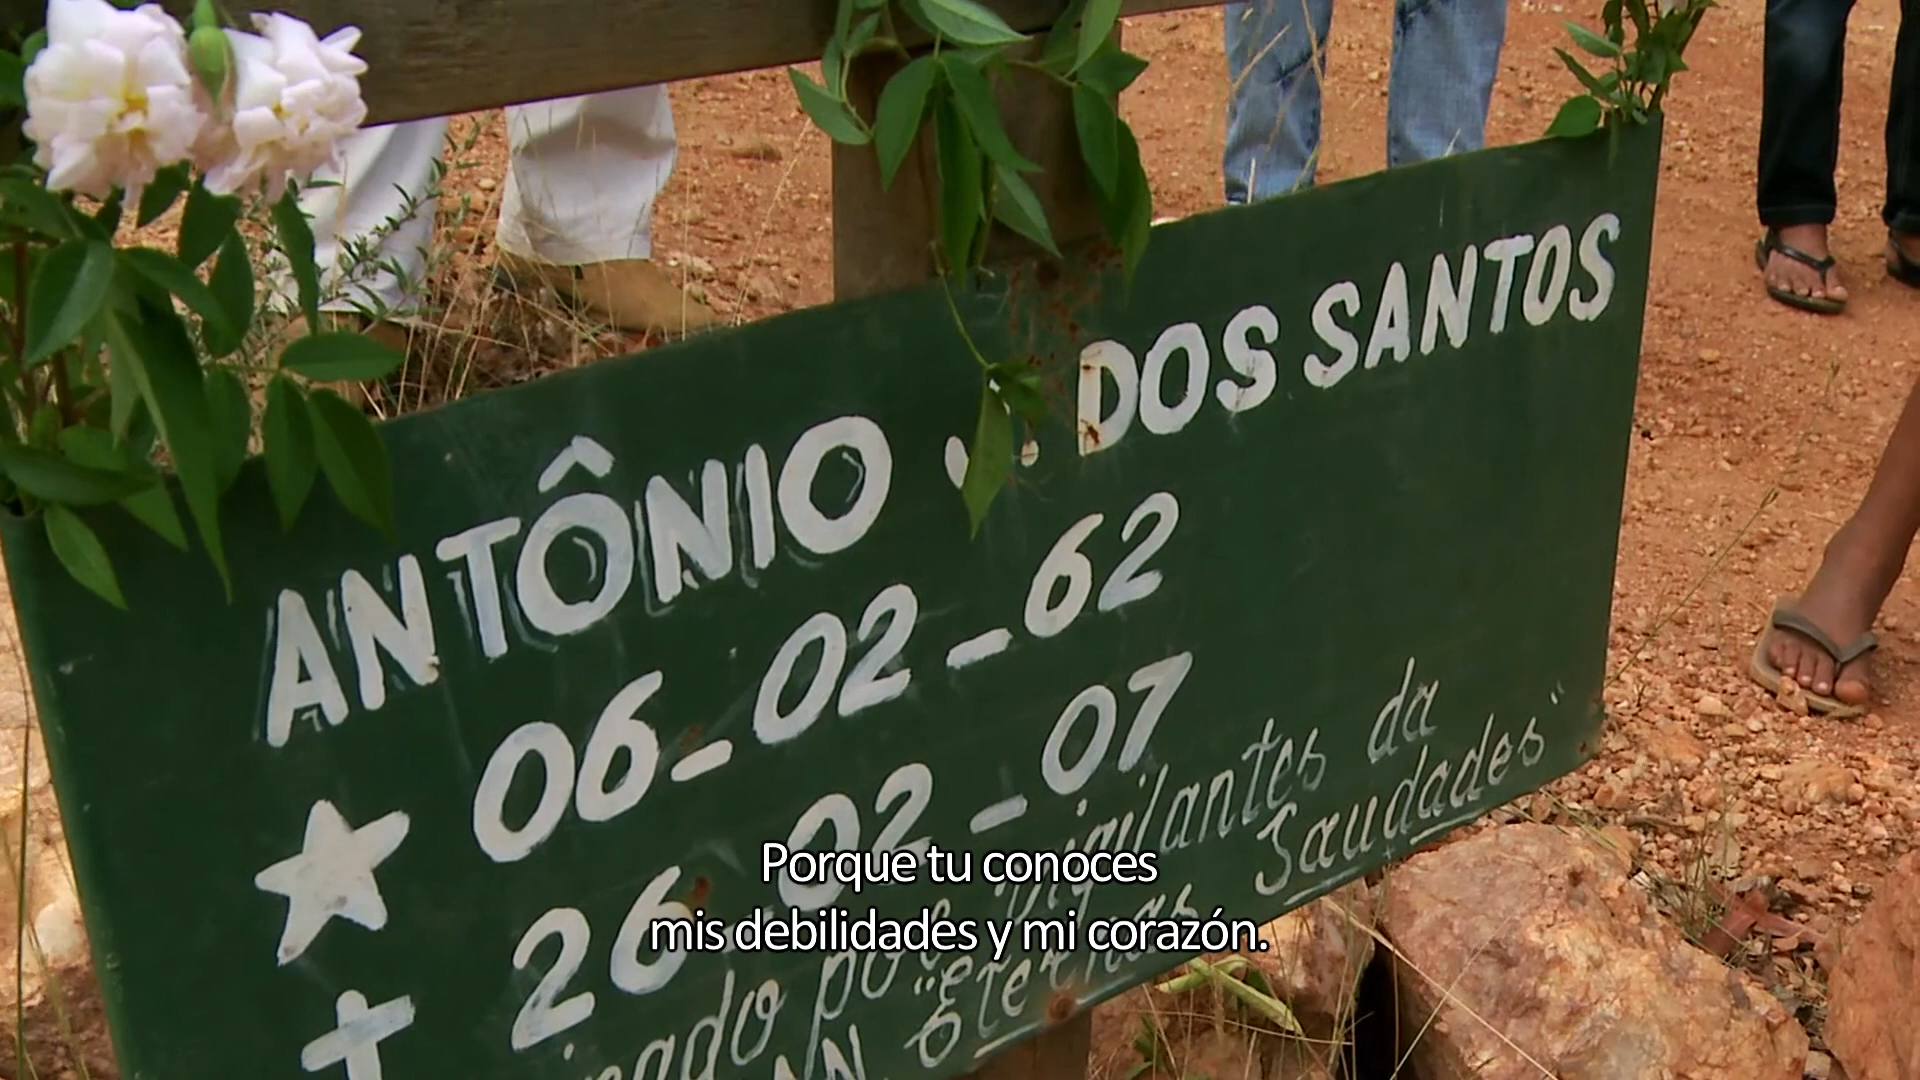 ANTÔNIO . . DOS SANTOS
06-02-62
26-02-07
por vigilantes da
"Eternas Saudades"
Porque tu conoces
mis debilidades y mi corazón.